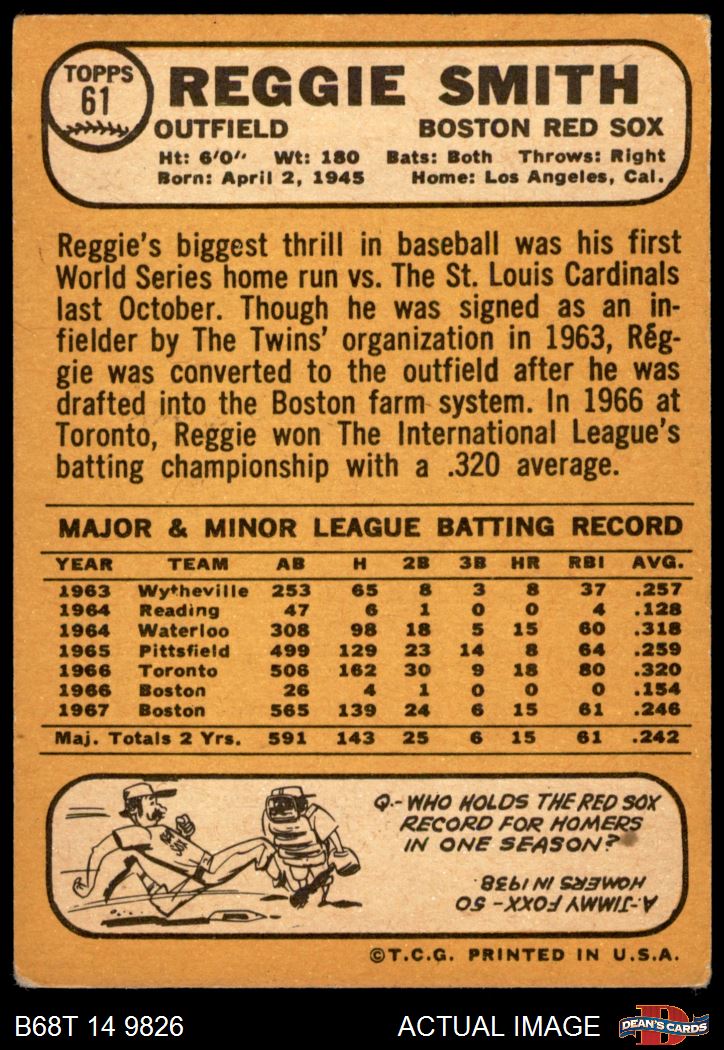 TOPPS
61
REGGIE SMITH
OUTFIELD BOSTON RED SOX
Ht: 6'0" Wt: 180 Bats: Both Throws: Right
Born: April 2, 1945 Home: Los Angeles, Cal.
Reggie's biggest thrill in baseball was his first
World Series home run vs. The St. Louis Cardinals
last October. Though he was signed as an in-
fielder by The Twins' organization in 1963, Reg-
gie was converted to the outfield after he was
drafted into the Boston farm system. In 1966 at
Toronto, Reggie won The International League's
batting championship with a .320 average.
MAJOR & MINOR LEAGUE BATTING RECORD
YEAR TEAM AB H 2B 3B HR RBI AVG.
1963 Wytheville 253 65 8 3 8 37 .257
1964 Reading 47 6 1 0 0 4 .128
1964 Waterloo 308 98 18 5 15 60 .318
1965 Pittsfield 499 129 23 14 8 64 .259
1966 Toronto 506 162 30 9 18 80 .320
1966 Boston 26 4 1 0 0 0 .154
1967 Boston 565 139 24 6 15 61 .246
Maj. Totals 2 Yrs. 591 143 25 6 15 61 .242
Q.-WHO HOLDS THE RED SOX
RECORD FOR HOMERS
IN ONE SEASON?
A-JIMMY FOXX-50
HOMERS IN 1938.
©T.C.G. PRINTED IN U.S.A.
B68T 14 9826 ACTUAL IMAGE
D
DEAN'S CARDS